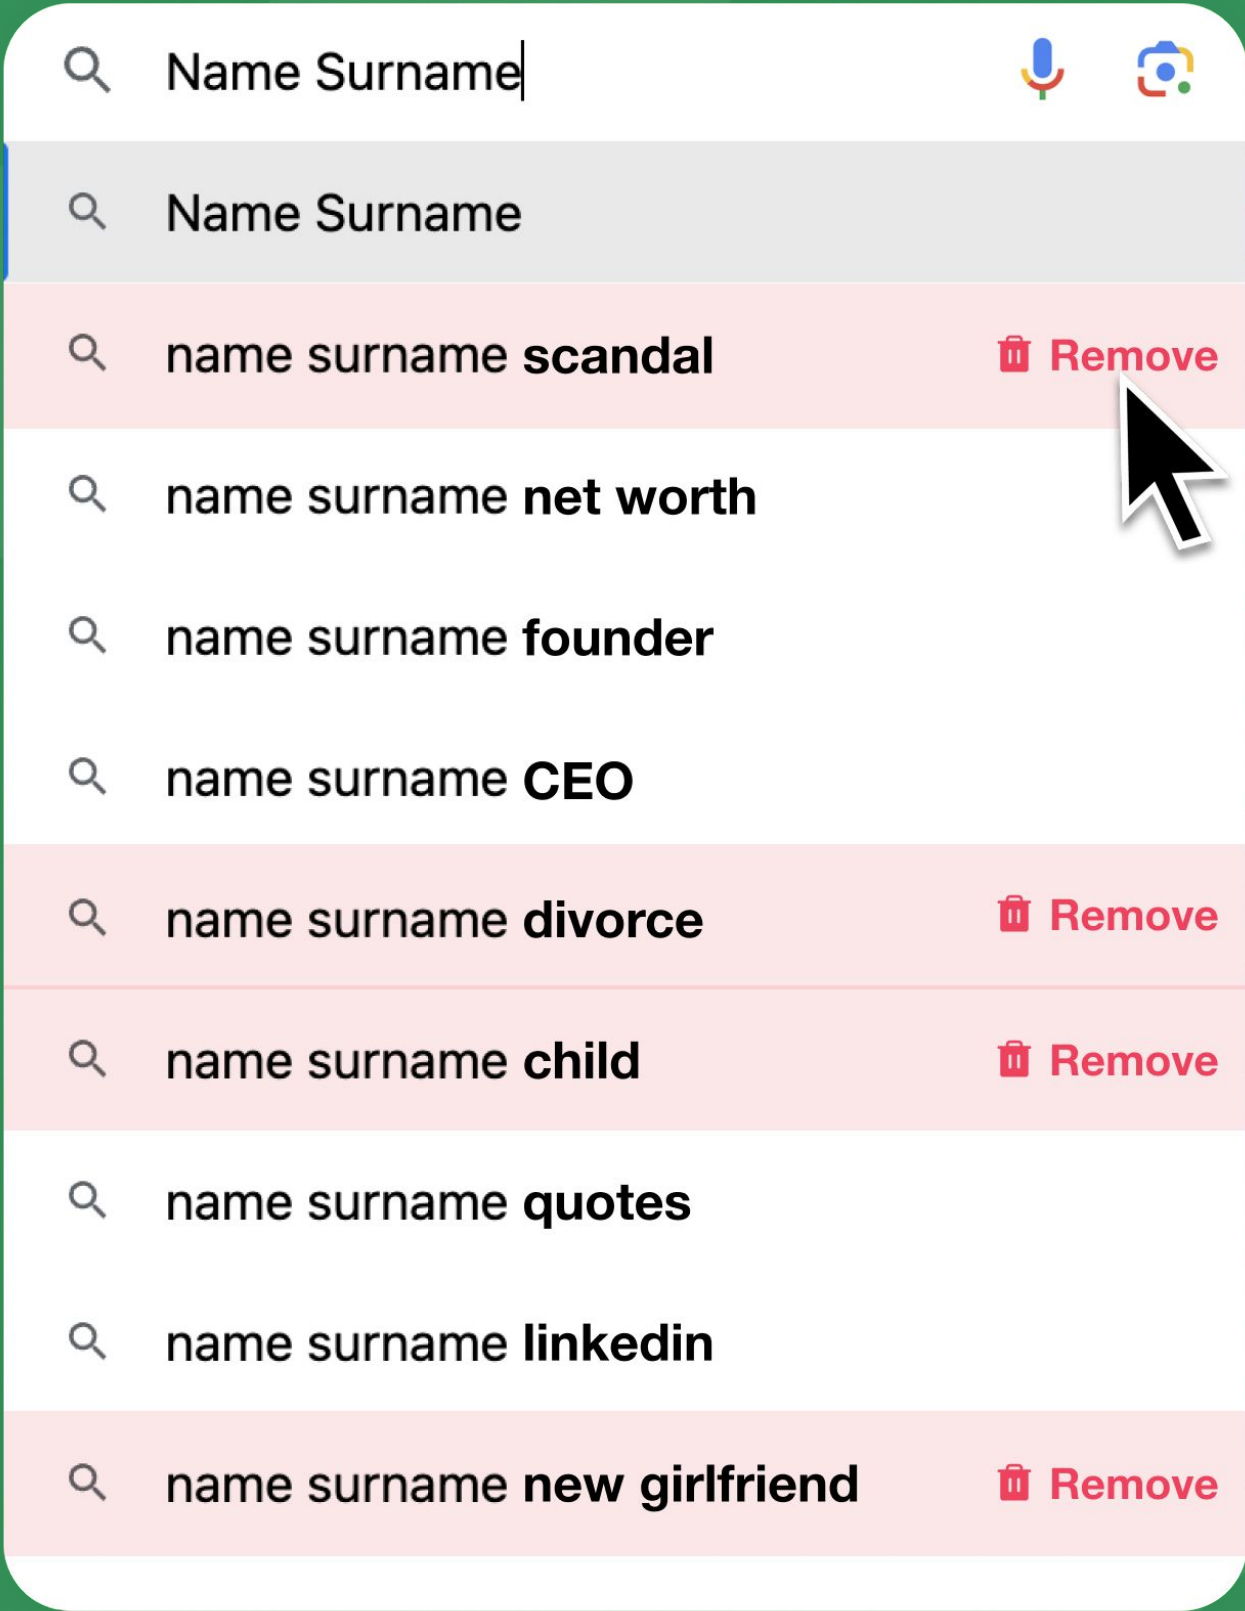 Name Surname
Name Surname
name surname scandal Remove
name surname net worth
name surname founder
name surname CEO
name surname divorce Remove
name surname child Remove
name surname quotes
name surname linkedin
name surname new girlfriend Remove